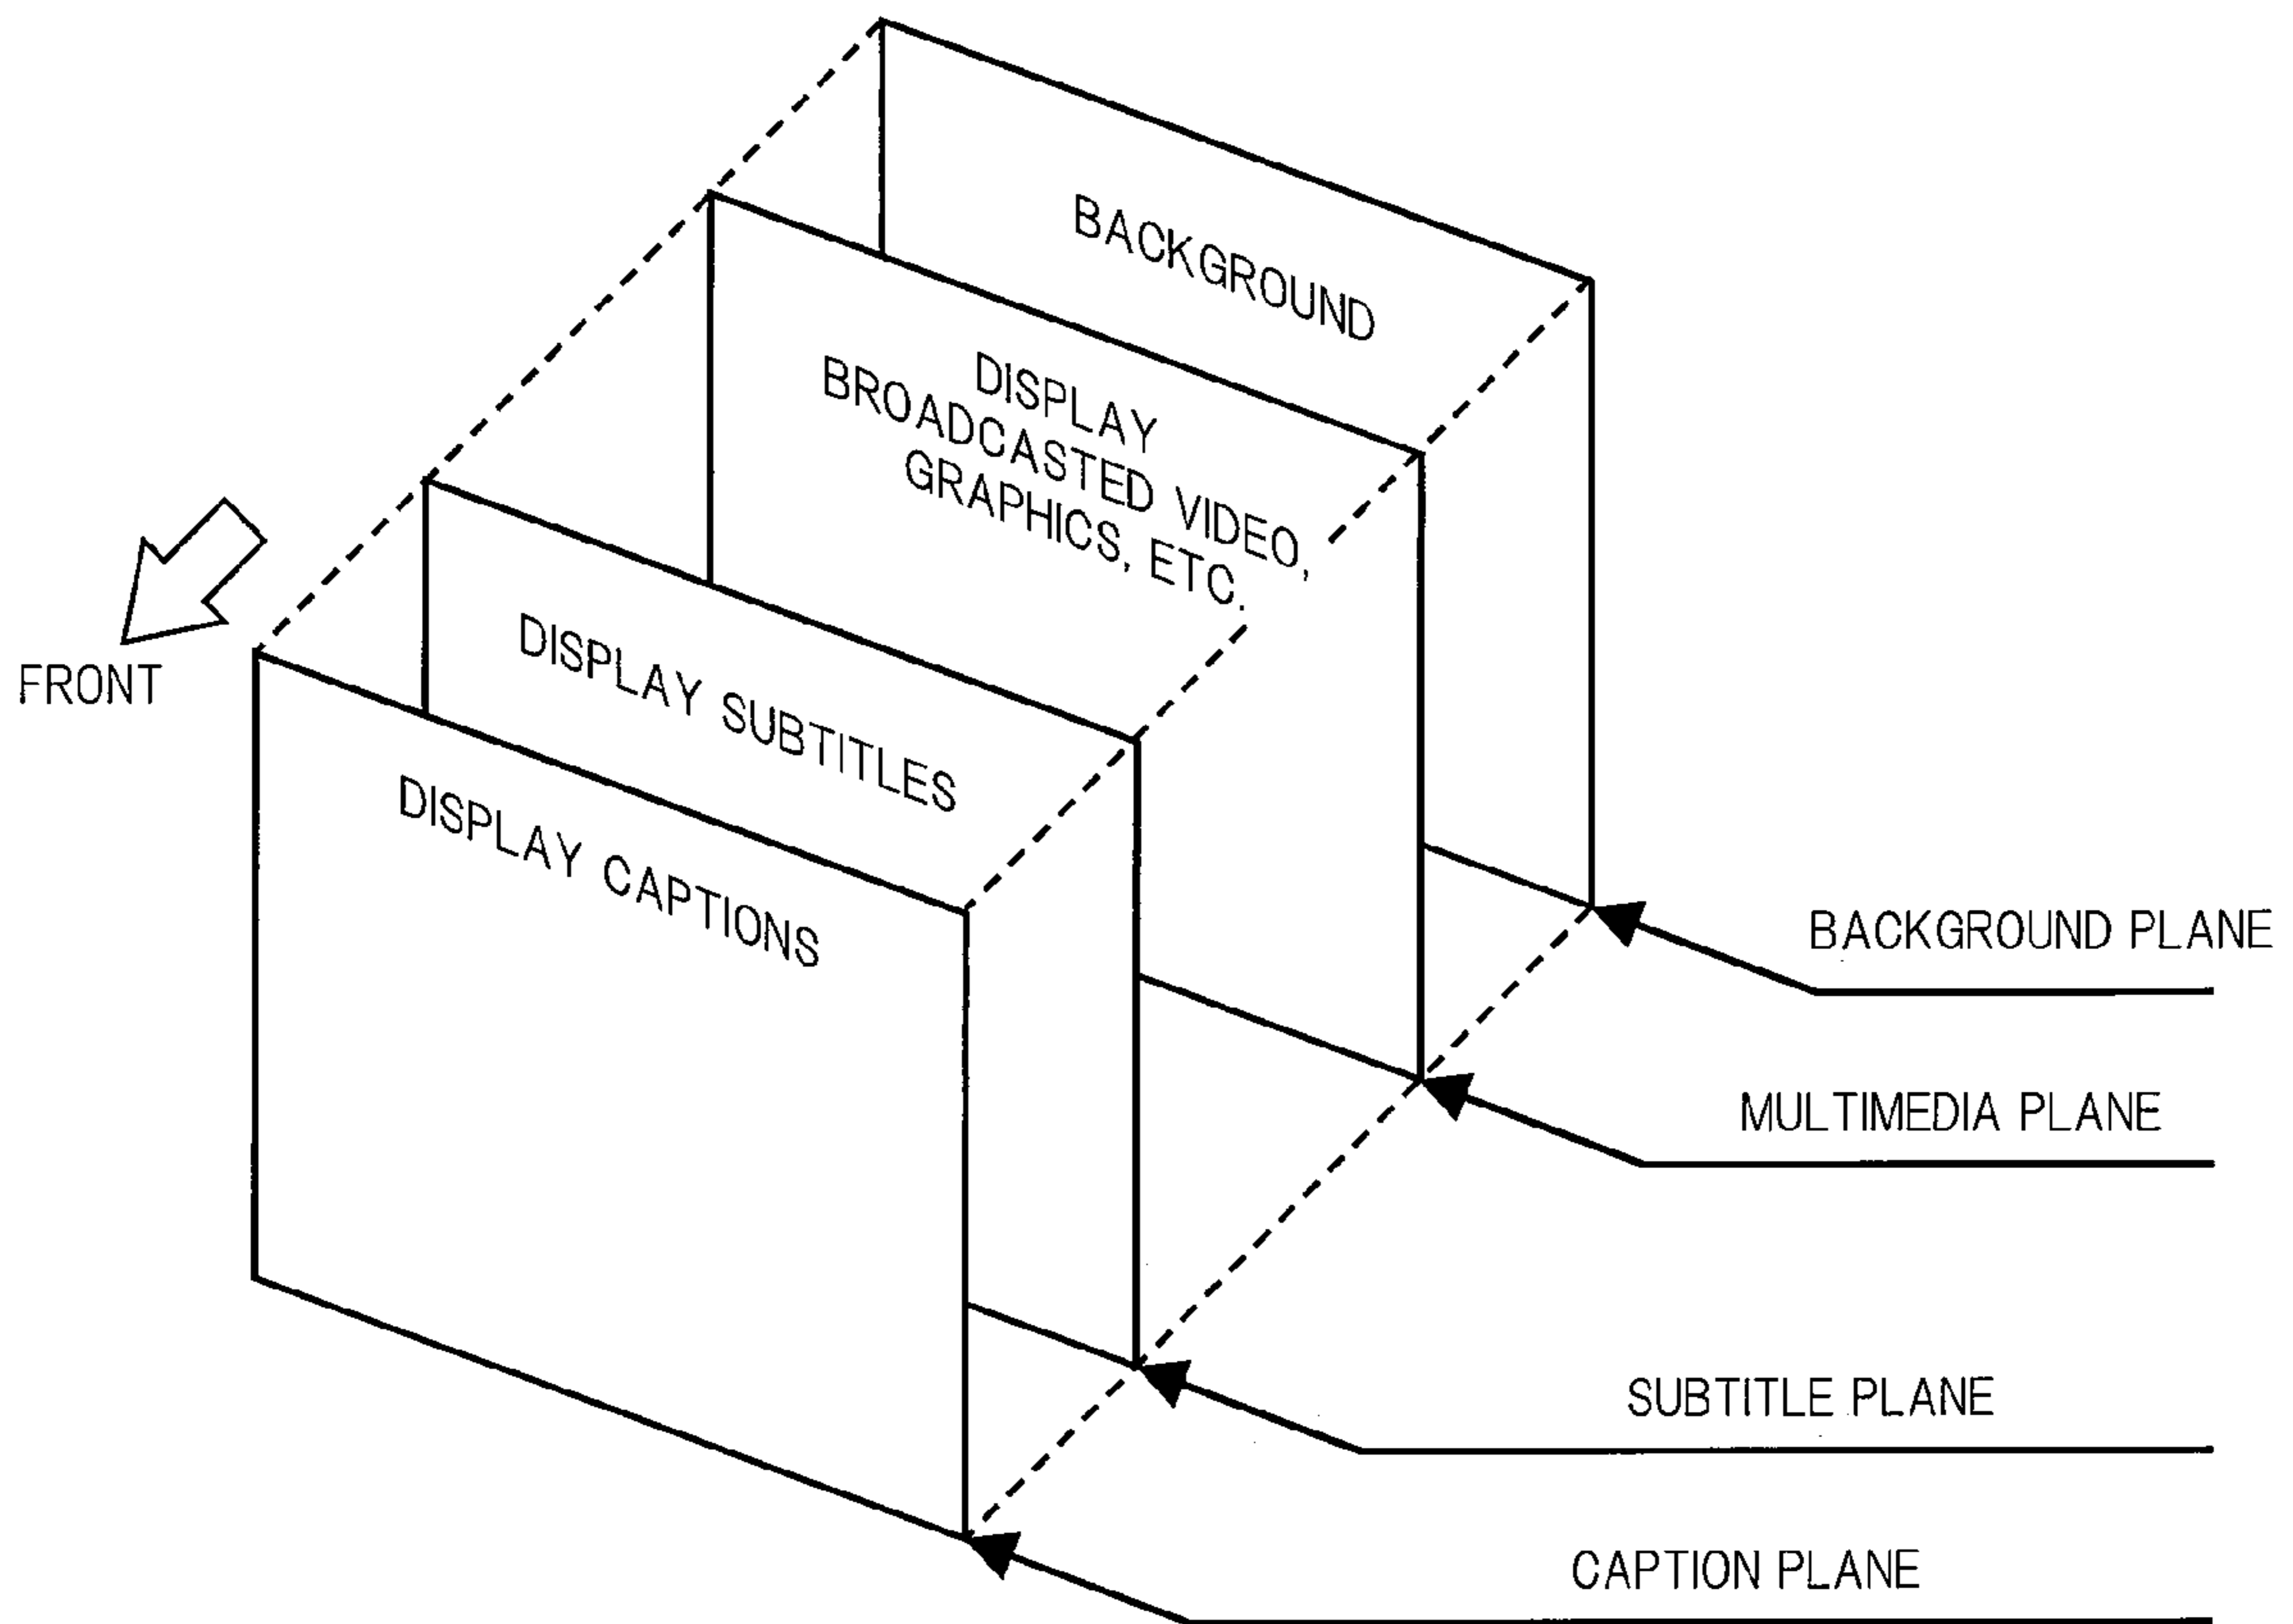 BACKGROUND
DISPLAY
BROADCASTED VIDEO,
GRAPHICS, ETC.
DISPLAY SUBTITLES
DISPLAY CAPTIONS
FRONT
BACKGROUND PLANE
MULTIMEDIA PLANE
SUBTITLE PLANE
CAPTION PLANE